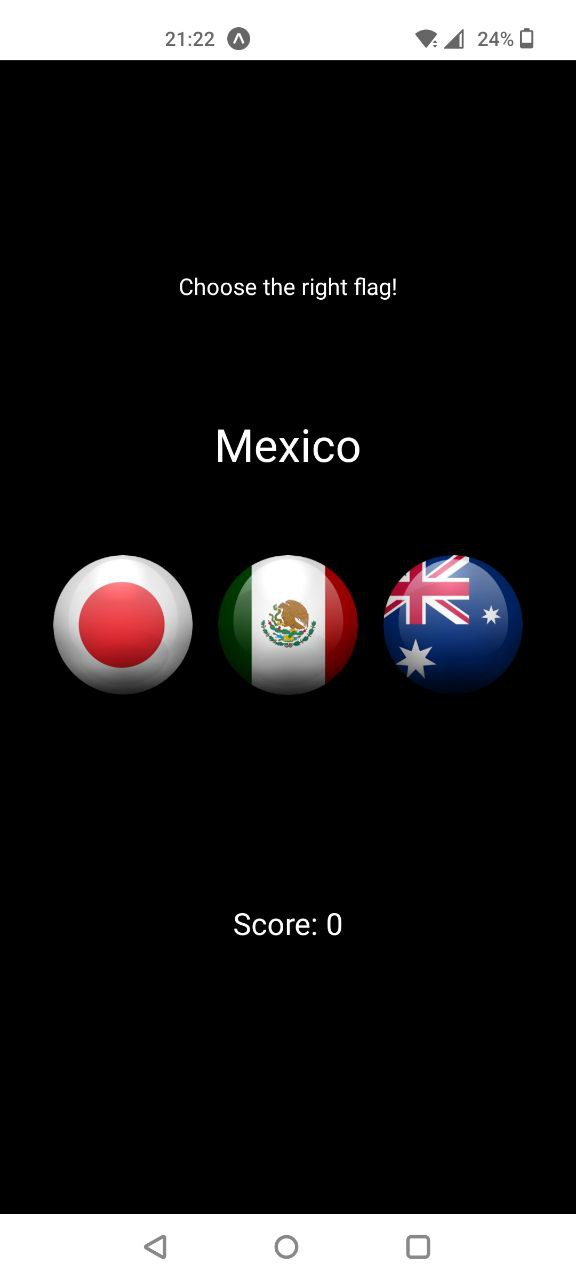 21:22 24%
Choose the right flag!
Mexico
Score: 0